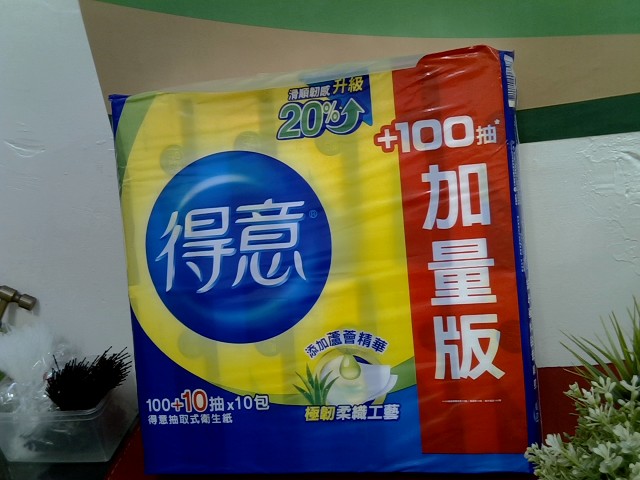 滑順韌感升級
20%
+100抽*
加量版
得意®
添加蘆薈精華
極韌柔織工藝
100+10抽x10包
得意抽取式衛生紙